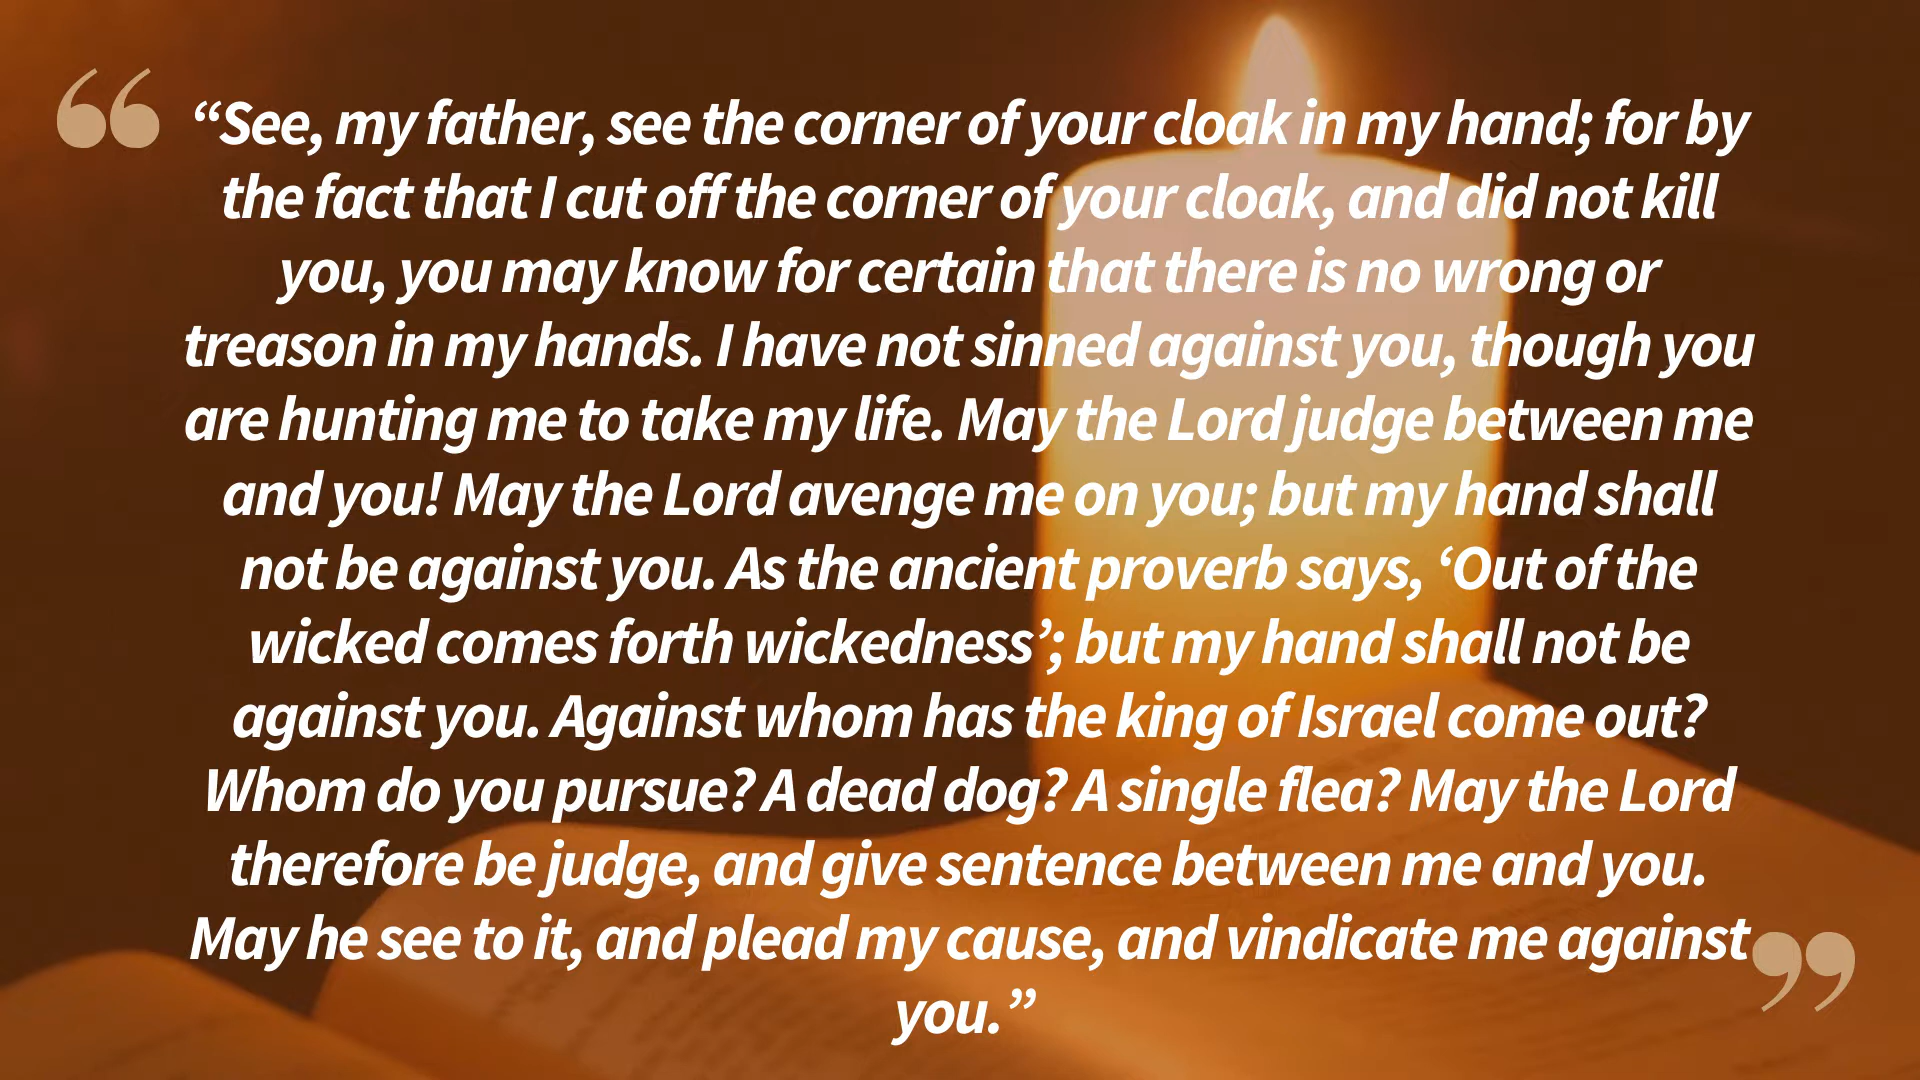 “See, my father, see the corner of your cloak in my hand; for by
the fact that I cut off the corner of your cloak, and did not kill
you, you may know for certain that there is no wrong or
treason in my hands. I have not sinned against you, though you
are hunting me to take my life. May the Lord judge between me
and you! May the Lord avenge me on you; but my hand shall
not be against you. As the ancient proverb says, ‘Out of the
wicked comes forth wickedness’; but my hand shall not be
against you. Against whom has the king of Israel come out?
Whom do you pursue? A dead dog? A single flea? May the Lord
therefore be judge, and give sentence between me and you.
May he see to it, and plead my cause, and vindicate me against
you.”